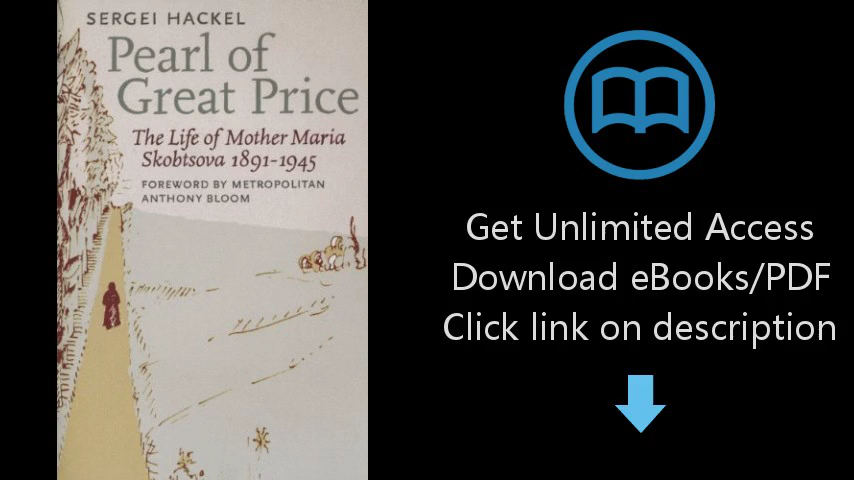 SERGEI HACKEL
Pearl of
Great Price
The Life of Mother Maria
Skobtsova 1891-1945
FOREWORD BY METROPOLITAN
ANTHONY BLOOM
Get Unlimited Access
Download eBooks/PDF
Click link on description